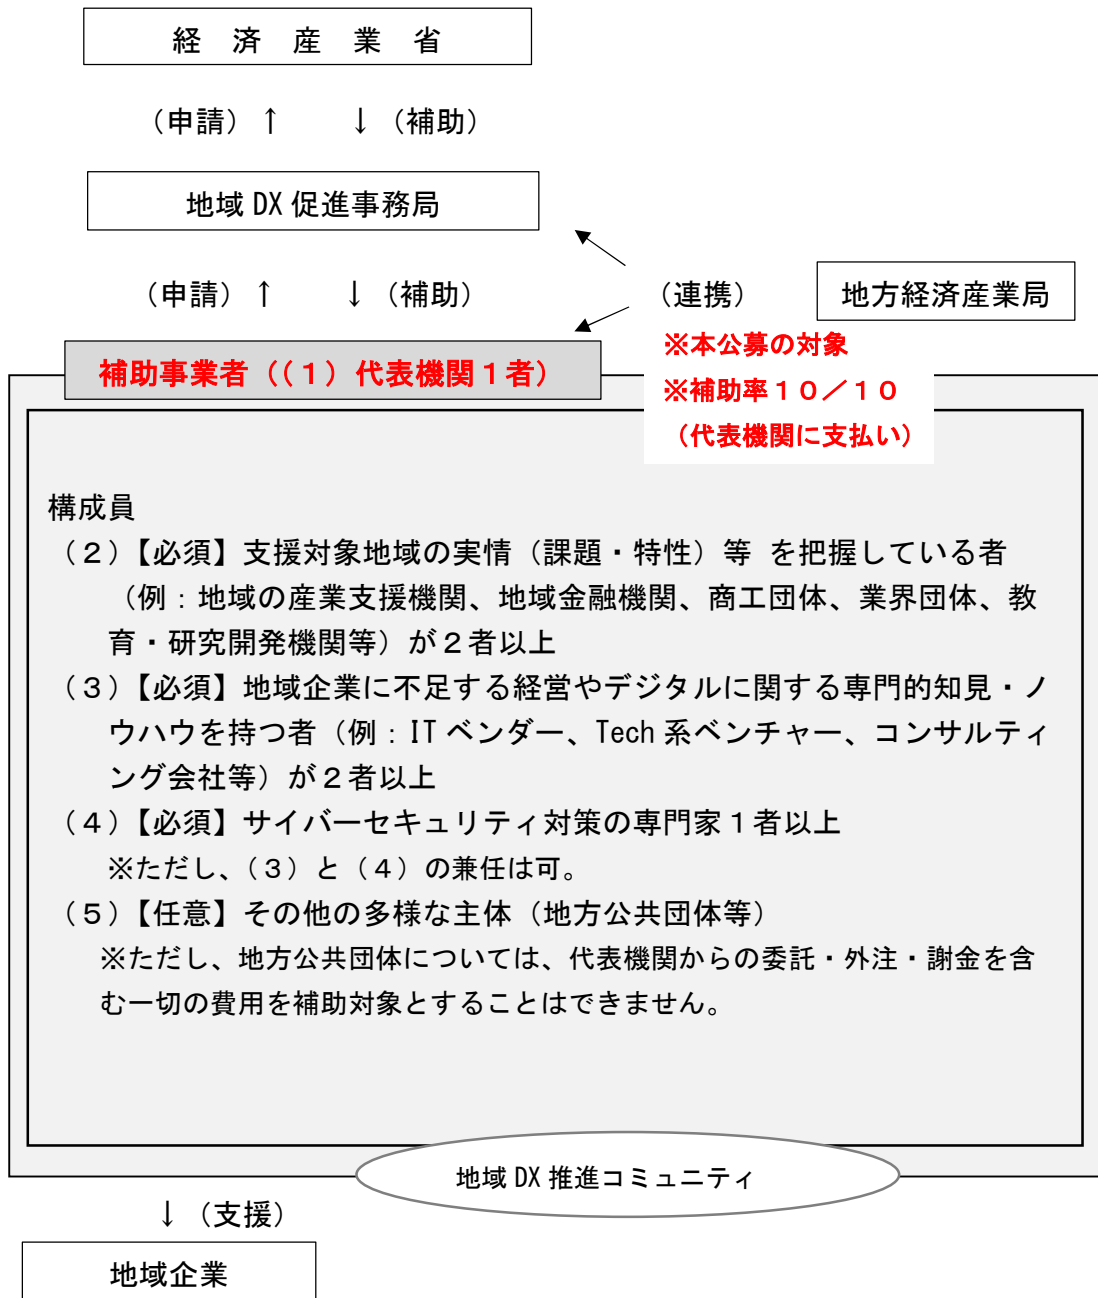 経 済 産 業 省
（申請）↑ ↓（補助）
地域 DX 促進事務局
（申請）↑ ↓（補助）
（連携）
地方経済産業局
補助事業者（(１）代表機関１者）
※本公募の対象
※補助率１０／１０
（代表機関に支払い）
構成員
（２）【必須】支援対象地域の実情（課題・特性）等 を把握している者
（例：地域の産業支援機関、地域金融機関、商工団体、業界団体、教
育・研究開発機関等）が２者以上
（３）【必須】地域企業に不足する経営やデジタルに関する専門的知見・ノ
ウハウを持つ者（例：IT ベンダー、Tech 系ベンチャー、コンサルティ
ング会社等）が２者以上
（４）【必須】サイバーセキュリティ対策の専門家１者以上
※ただし、（３）と（４）の兼任は可。
（５）【任意】その他の多様な主体（地方公共団体等）
※ただし、地方公共団体については、代表機関からの委託・外注・謝金を含
む一切の費用を補助対象とすることはできません。
地域 DX 推進コミュニティ
↓（支援）
地域企業